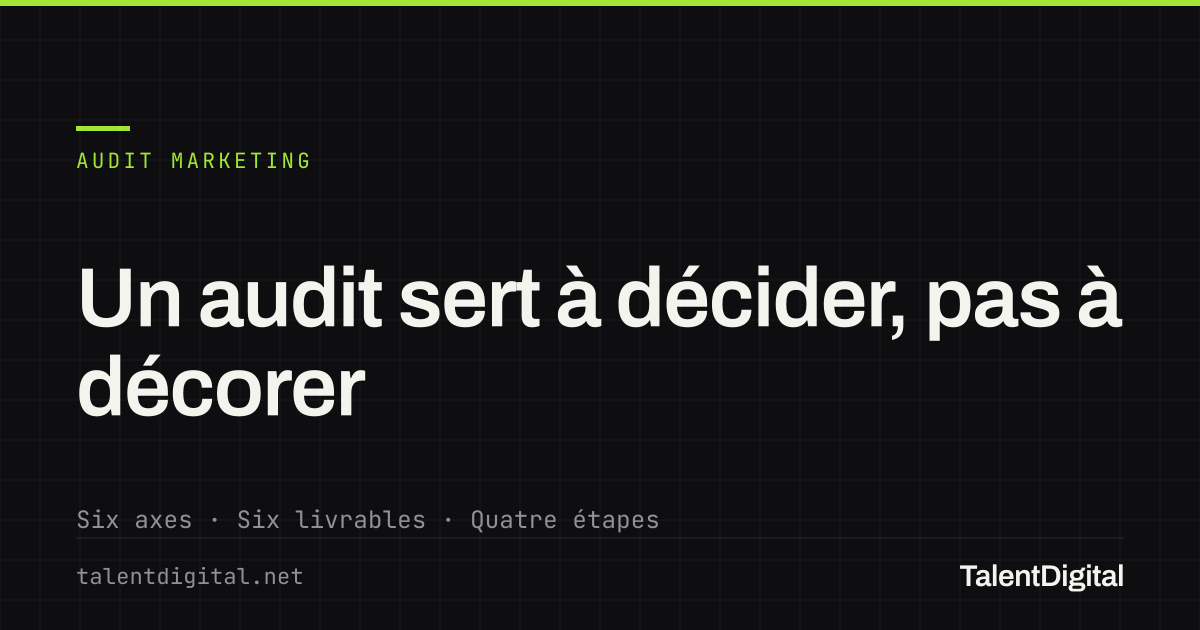 AUDIT MARKETING
Un audit sert à décider, pas à
décorer
Six axes · Six livrables · Quatre étapes
talentdigital.net
TalentDigital